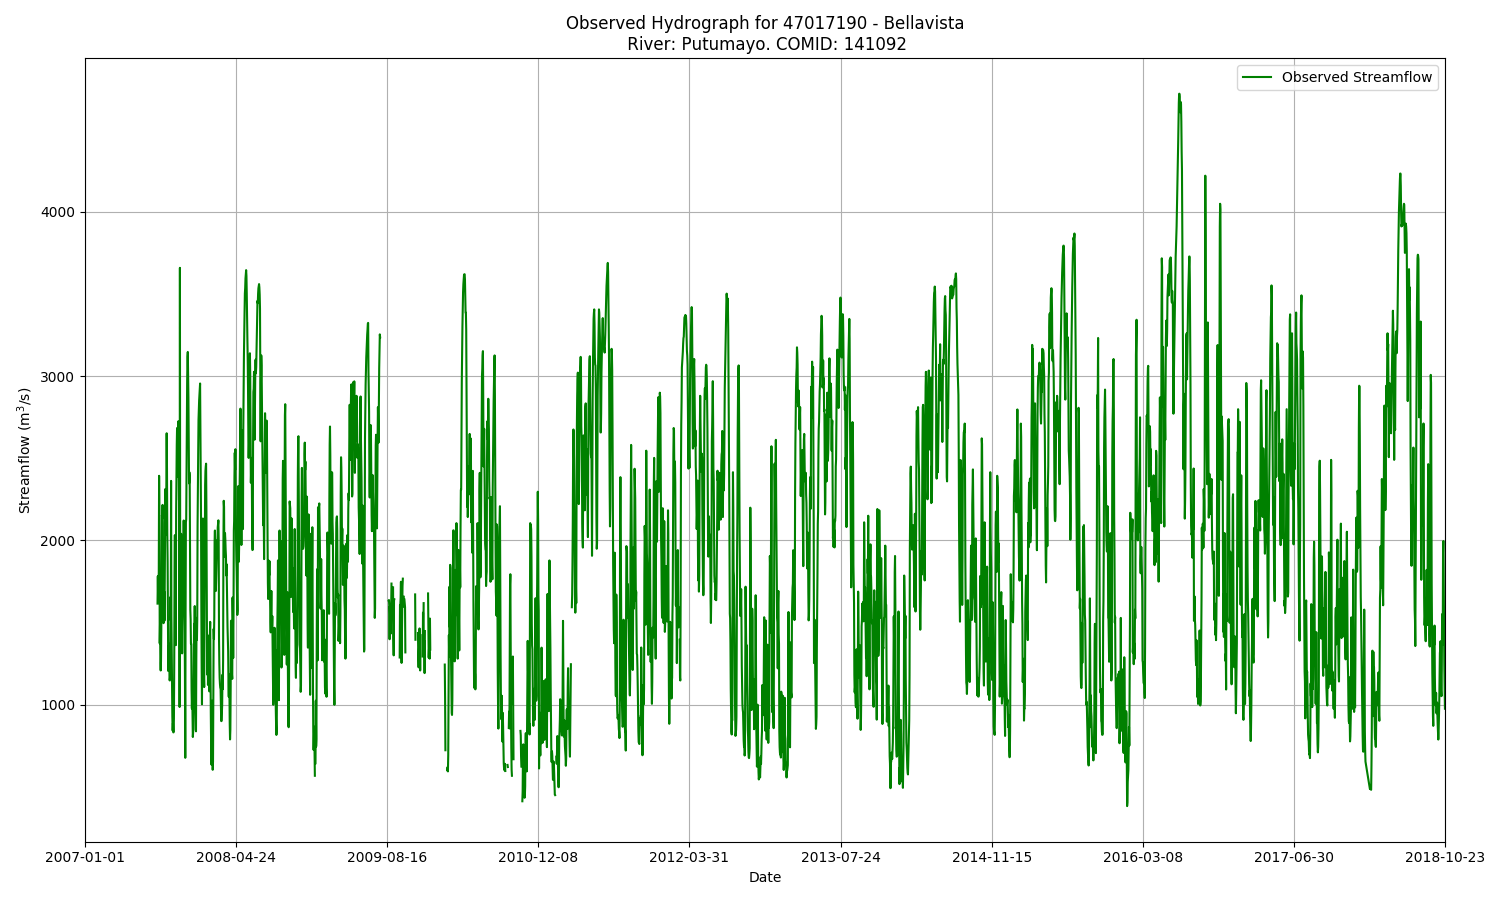 Observed Hydrograph for 47017190 - Bellavista
River: Putumayo. COMID: 141092
Observed Streamflow
Streamflow (m³/s)
4000
3000
2000
1000
2007-01-01 2008-04-24 2009-08-16 2010-12-08 2012-03-31 2013-07-24 2014-11-15 2016-03-08 2017-06-30 2018-10-23
Date